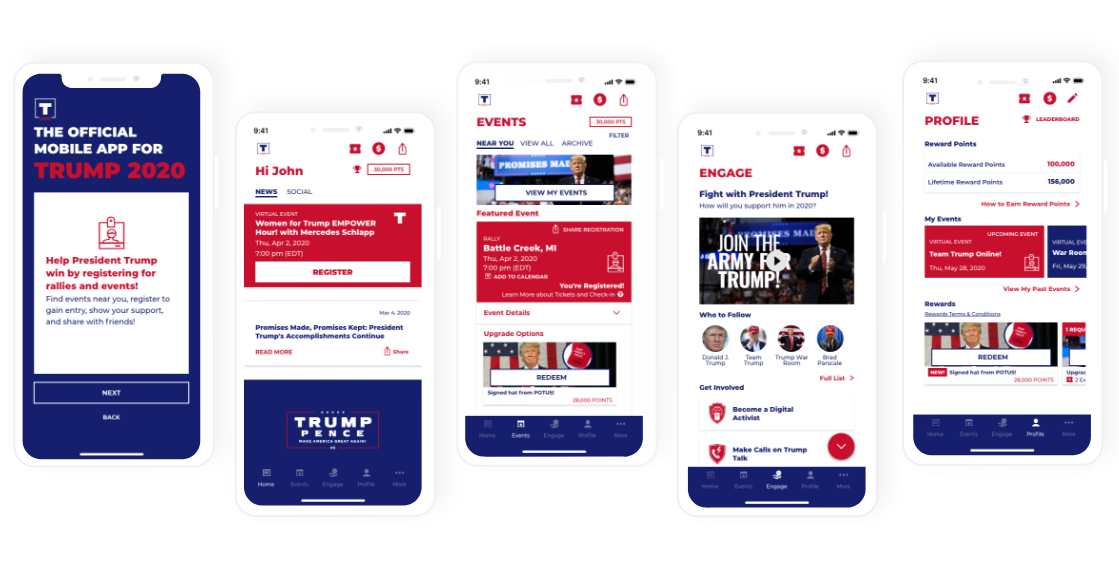 T
THE OFFICIAL
MOBILE APP FOR
TRUMP 2020
Help President Trump
win by registering for
rallies and events!
Find events near you, register to
gain entry, show your support,
and share with friends!
NEXT
BACK
9:41
T
Hi John
30,000 PTS
NEWS SOCIAL
VIRTUAL EVENT
Women for Trump EMPOWER
Hour! with Mercedes Schlapp
Thu, Apr 2, 2020
7:00 pm (EDT)
T
REGISTER
Mar 4, 2020
Promises Made, Promises Kept: President
Trump's Accomplishments Continue
READ MORE
Share
TRUMP
PENCE
MAKE AMERICA GREAT AGAIN!
Home Events Engage Profile More
9:41
T
$
EVENTS
30,000 PTS
FILTER
NEAR YOU VIEW ALL ARCHIVE
PROMISES MADE
VIEW MY EVENTS
Featured Event
SHARE REGISTRATION
RALLY
Battle Creek, MI
Thu, Apr 2, 2020
7:00 pm (EDT)
ADD TO CALENDAR
You're Registered!
Learn More about Tickets and Check-in ?
Event Details
Upgrade Options
REDEEM
Signed hat from POTUS!
28,000 POINTS
Home Events Engage Profile More
9:41
T
$
ENGAGE
Fight with President Trump!
How will you support him in 2020?
JOIN THE
ARMY FOR
TRUMP!
Who to Follow
Donald J.
Trump
Team
Trump
Trump War
Room
Brad
Parscale
Full List
Get Involved
Become a Digital
Activist
Make Calls on Trump
Talk
Home Events Engage Profile More
9:41
T
$
PROFILE
LEADERBOARD
Reward Points
Available Reward Points 100,000
Lifetime Reward Points 156,000
How to Earn Reward Points
My Events
UPCOMING EVENT
VIRTUAL EVENT
Team Trump Online!
Thu, May 28, 2020
VIRTUAL EVE
War Room
Fri, May 29,
View My Past Events
Rewards
Rewards Terms & Conditions
REDEEM
NEW! Signed hat from POTUS!
28,000 POINTS
1 REQU
Upgrad
2 Ex
Home Events Engage Profile More